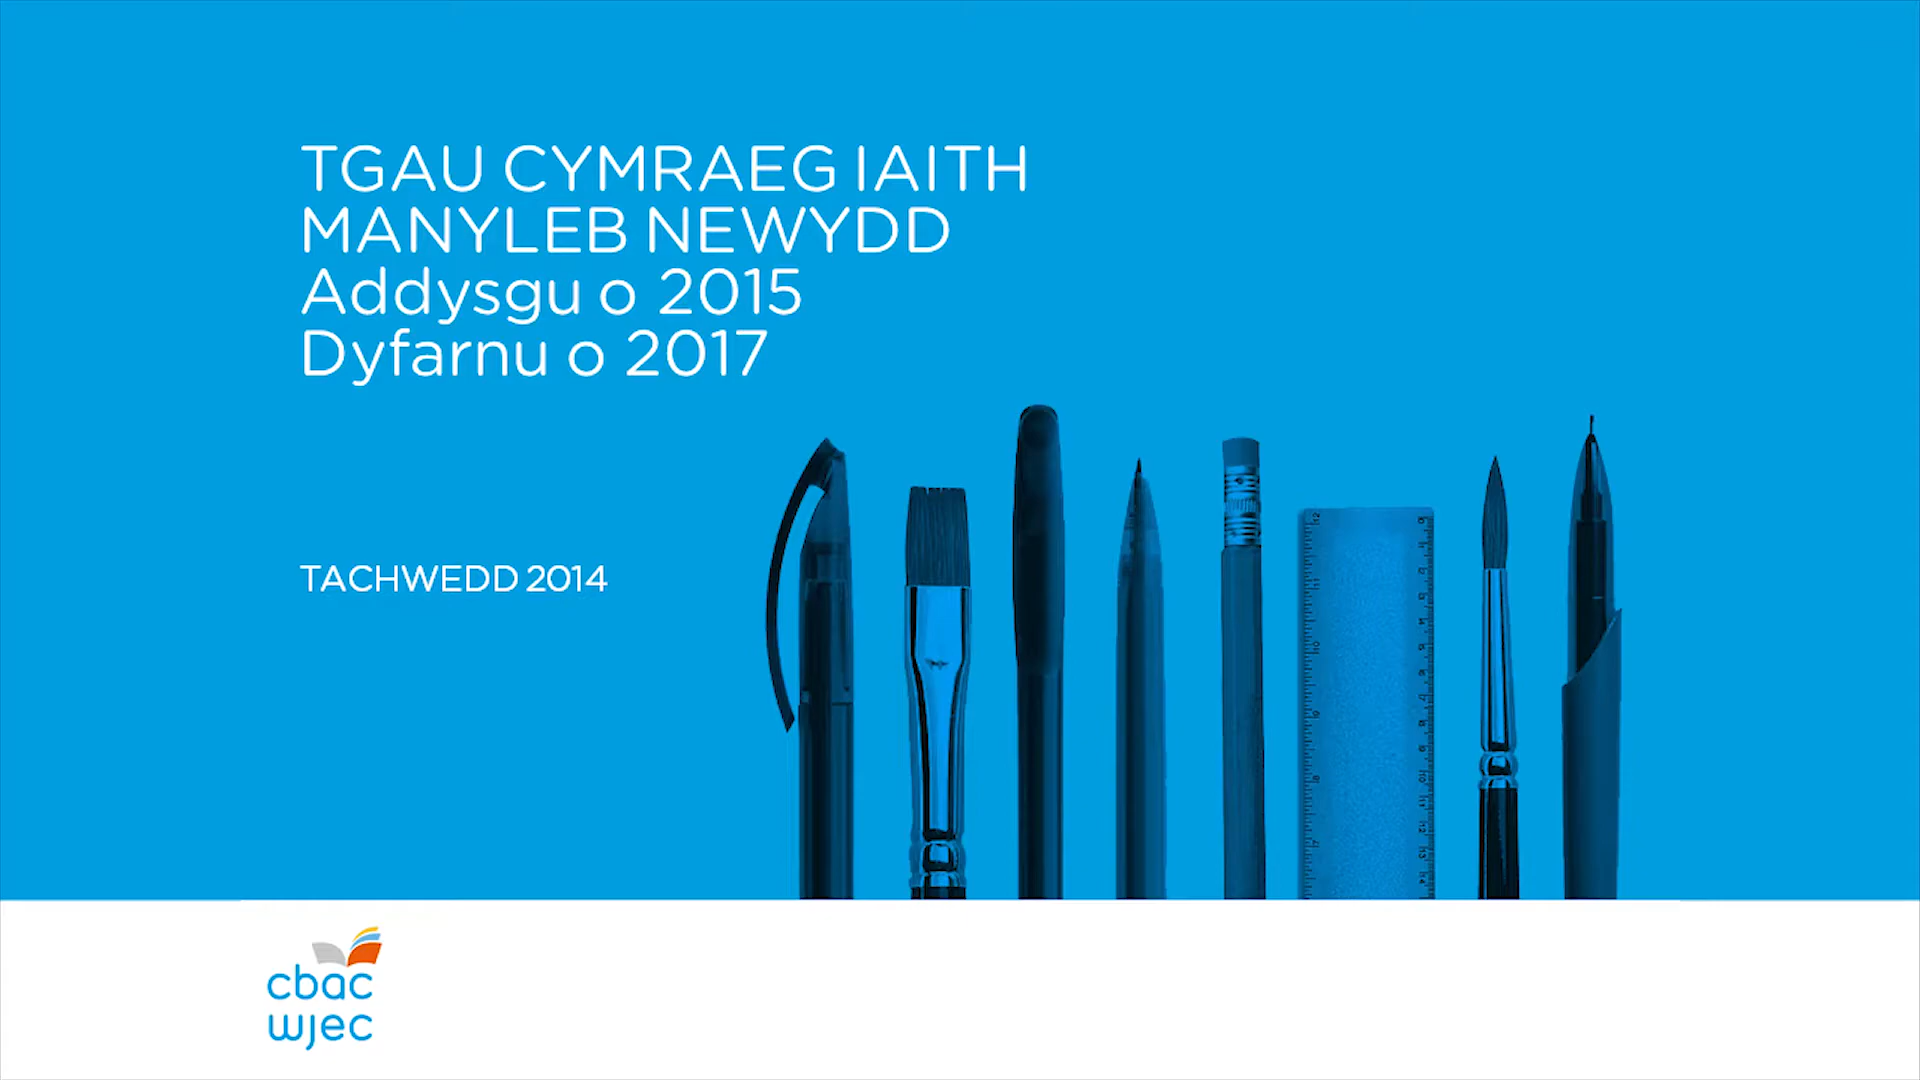 TGAU CYMRAEG IAITH
MANYLEB NEWYDD
Addysgu o 2015
Dyfarnu o 2017
TACHWEDD 2014
cbac
wjec